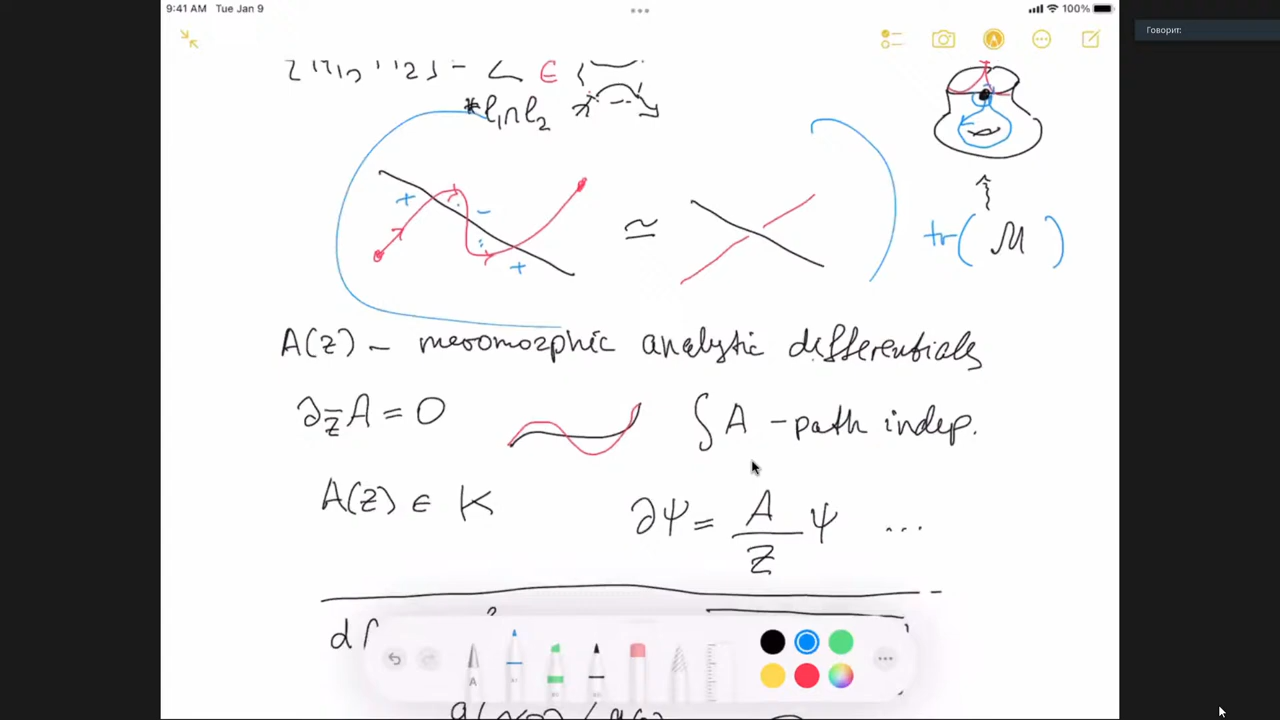 9:41 AM Tue Jan 9
100%
Говорит:
ℓ₁∩ℓ₂
+ − +
≃
tr(M)
A(z) – meromorphic analytic differentials
∂_z̄ A = 0
∫A – path indep.
A(z) ∈ K
∂Ψ = A/z Ψ ...